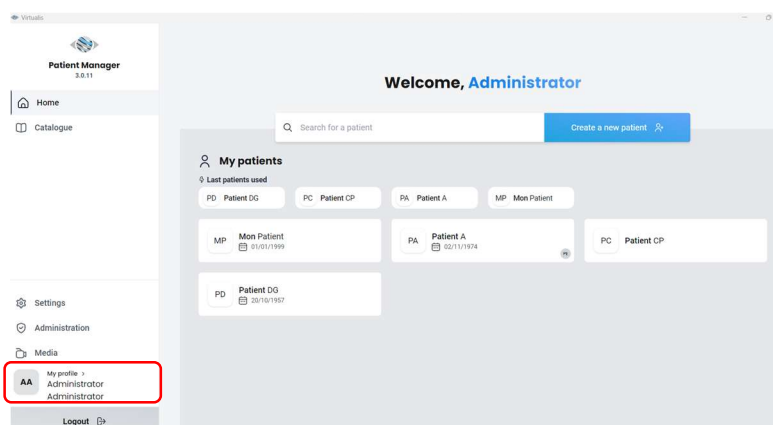 Virtualis
Patient Manager
3.0.11
Home
Catalogue
Settings
Administration
Media
AA
My profile >
Administrator
Administrator
Logout
Welcome, Administrator
Search for a patient
Create a new patient
My patients
Last patients used
PD Patient DG
PC Patient CP
PA Patient A
MP Mon Patient
MP
Mon Patient
01/01/1999
PA
Patient A
02/11/1974
PC Patient CP
PD
Patient DG
20/10/1957